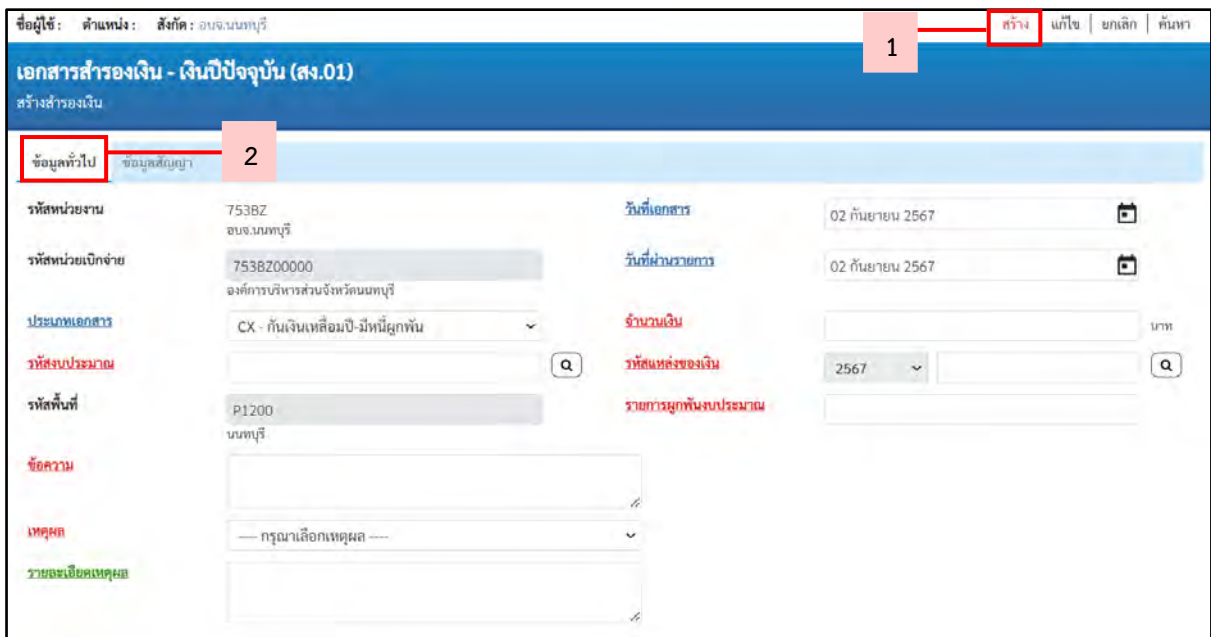 ชื่อผู้ใช้ : ตำแหน่ง : สังกัด : อบจ.นนทบุรี สร้าง แก้ไข | ยกเลิก | ค้นหา
1
เอกสารสำรองเงิน - เงินปีปัจจุบัน (สง.01)
สร้างสำรองเงิน
ข้อมูลทั่วไป ข้อมูลสัญญา 2
รหัสหน่วยงาน 753BZ วันที่เอกสาร 02 กันยายน 2567
อบจ.นนทบุรี
รหัสหน่วยเบิกจ่าย 753BZ00000 วันที่ผ่านรายการ 02 กันยายน 2567
องค์การบริหารส่วนจังหวัดนนทบุรี
ประเภทเอกสาร CX - กันเงินเหลื่อมปี-มีหนี้ผูกพัน จำนวนเงิน บาท
รหัสงบประมาณ รหัสแหล่งของเงิน 2567
รหัสพื้นที่ P1200 รายการผูกพันงบประมาณ
นนทบุรี
ข้อความ
เหตุผล ---- กรุณาเลือกเหตุผล ----
รายละเอียดเหตุผล